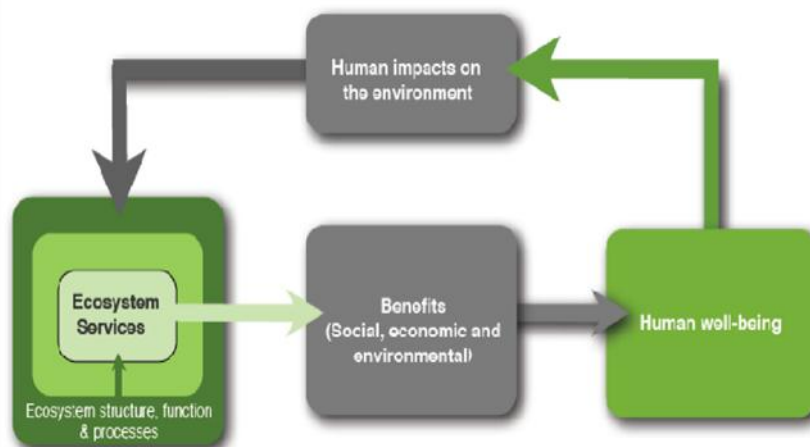 Human impacts on
the environment
Ecosystem
Services
Ecosystem structure, function
& processes
Benefits
(Social, economic and
environmental)
Human well-being